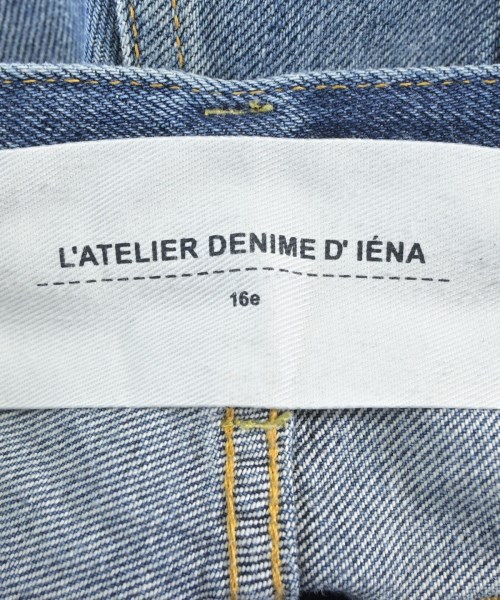 L'ATELIER DENIME D' IÉNA
16e